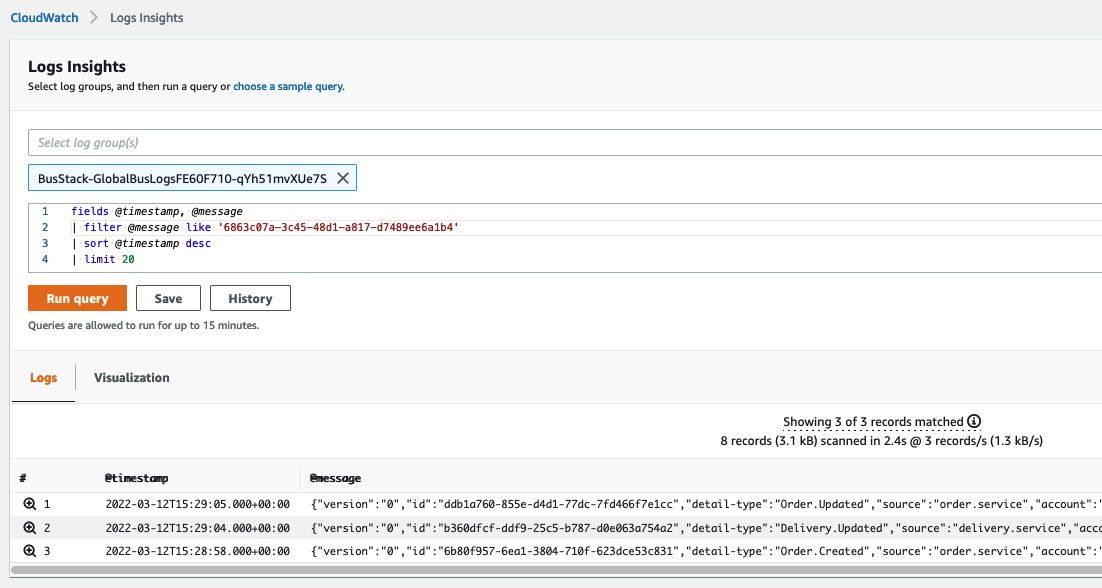 CloudWatch > Logs Insights
Logs Insights
Select log groups, and then run a query or choose a sample query.
Select log group(s)
BusStack-GlobalBusLogsFE60F710-qYh51mvXUe7S
1 fields @timestamp, @message
2 | filter @message like '6863c07a-3c45-48d1-a817-d7489ee6a1b4'
3 | sort @timestamp desc
4 | limit 20
Run query Save History
Queries are allowed to run for up to 15 minutes.
Logs Visualization
Showing 3 of 3 records matched
8 records (3.1 kB) scanned in 2.4s @ 3 records/s (1.3 kB/s)
# @timestamp @message
1 2022-03-12T15:29:05.000+00:00 {"version":"0","id":"ddb1a760-855e-d4d1-77dc-7fd466f7e1cc","detail-type":"Order.Updated","source":"order.service","account":"
2 2022-03-12T15:29:04.000+00:00 {"version":"0","id":"b360dfcf-ddf9-25c5-b787-d0e063a754a2","detail-type":"Delivery.Updated","source":"delivery.service","acco
3 2022-03-12T15:28:58.000+00:00 {"version":"0","id":"6b80f957-6ea1-3804-710f-623dce53c831","detail-type":"Order.Created","source":"order.service","account":"